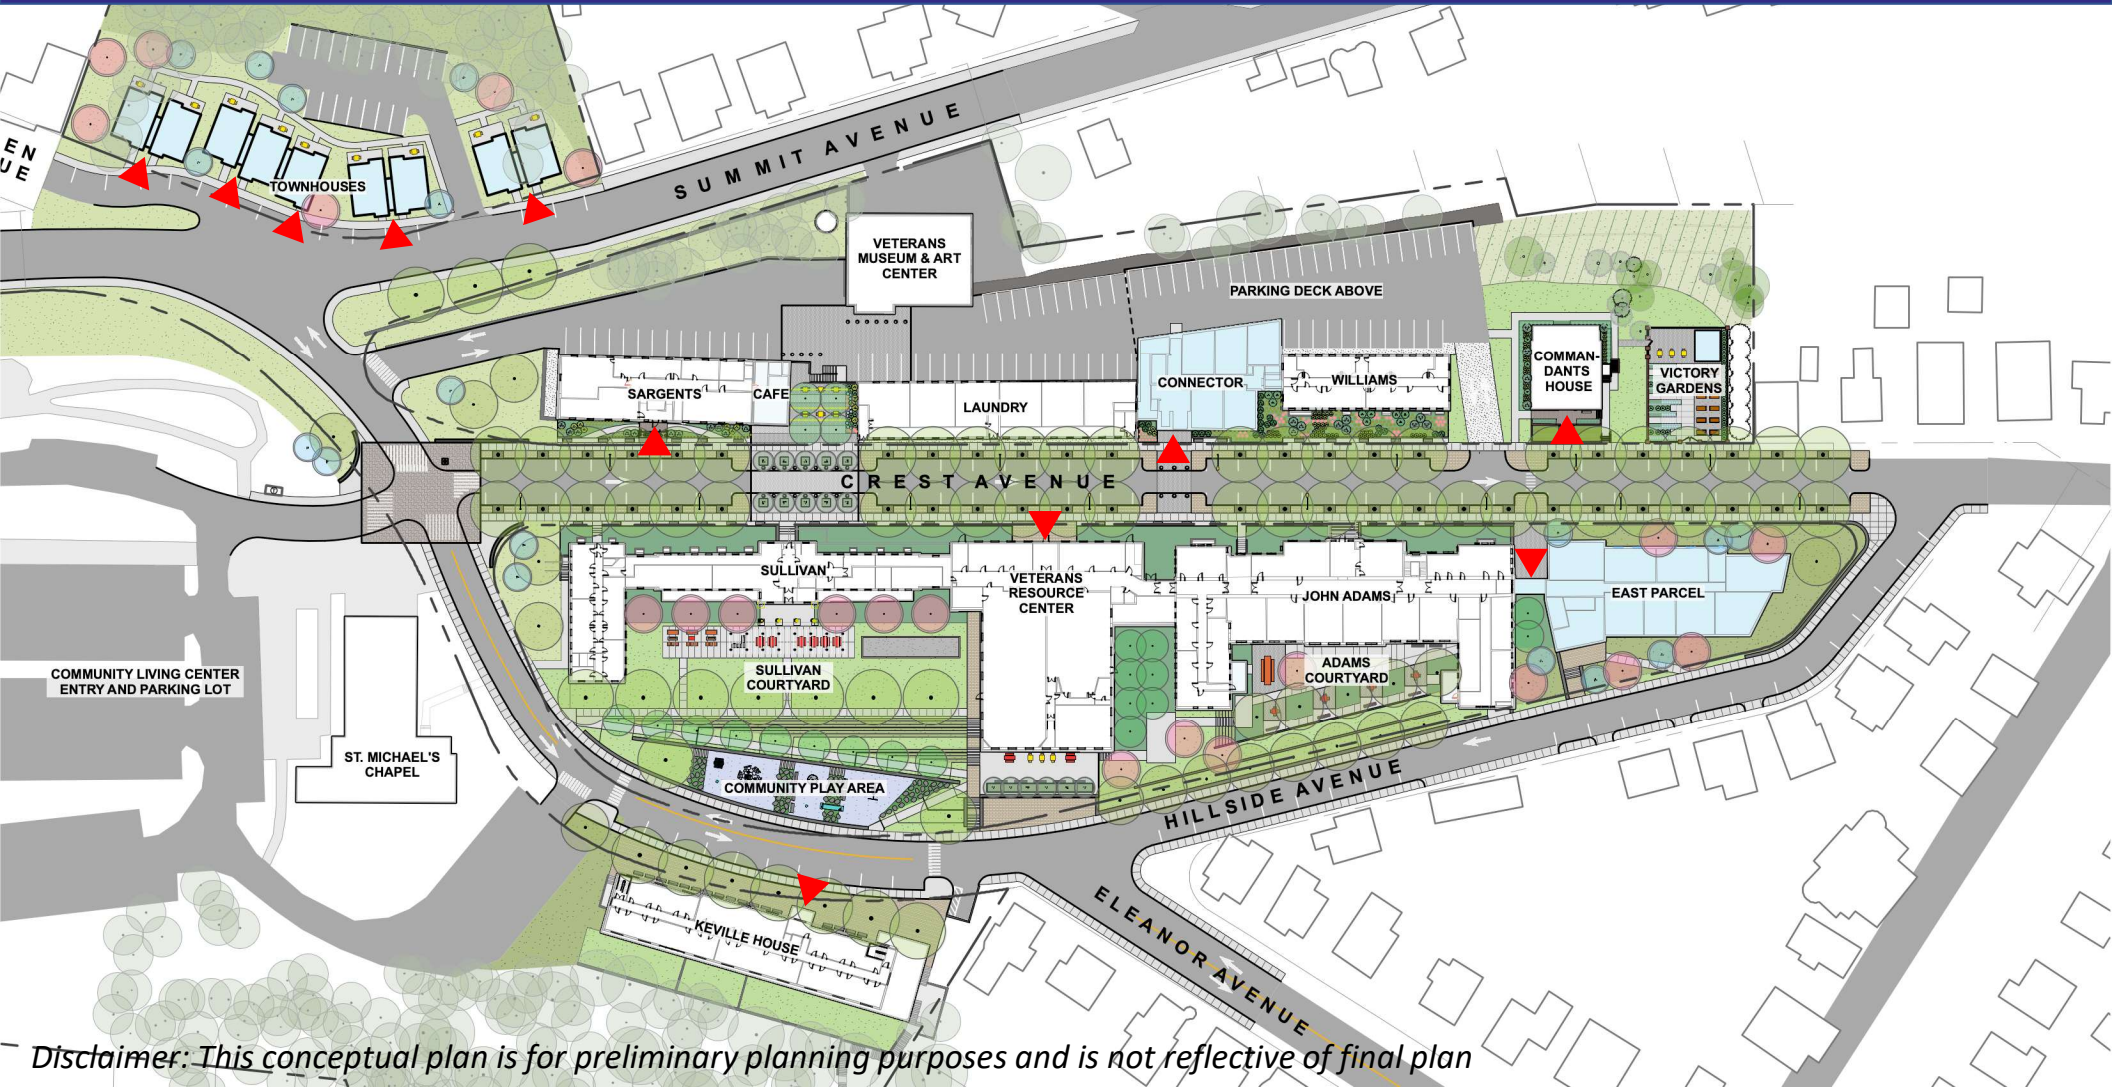 EN
UE
TOWNHOUSES
SUMMIT AVENUE
VETERANS
MUSEUM & ART
CENTER
PARKING DECK ABOVE
SARGENTS
CAFE
LAUNDRY
CONNECTOR
WILLIAMS
COMMAN-
DANTS
HOUSE
VICTORY
GARDENS
CREST AVENUE
SULLIVAN
VETERANS
RESOURCE
CENTER
JOHN ADAMS
EAST PARCEL
COMMUNITY LIVING CENTER
ENTRY AND PARKING LOT
SULLIVAN
COURTYARD
ADAMS
COURTYARD
ST. MICHAEL'S
CHAPEL
COMMUNITY PLAY AREA
HILLSIDE AVENUE
KEVILLE HOUSE
ELEANOR AVENUE
Disclaimer: This conceptual plan is for preliminary planning purposes and is not reflective of final plan